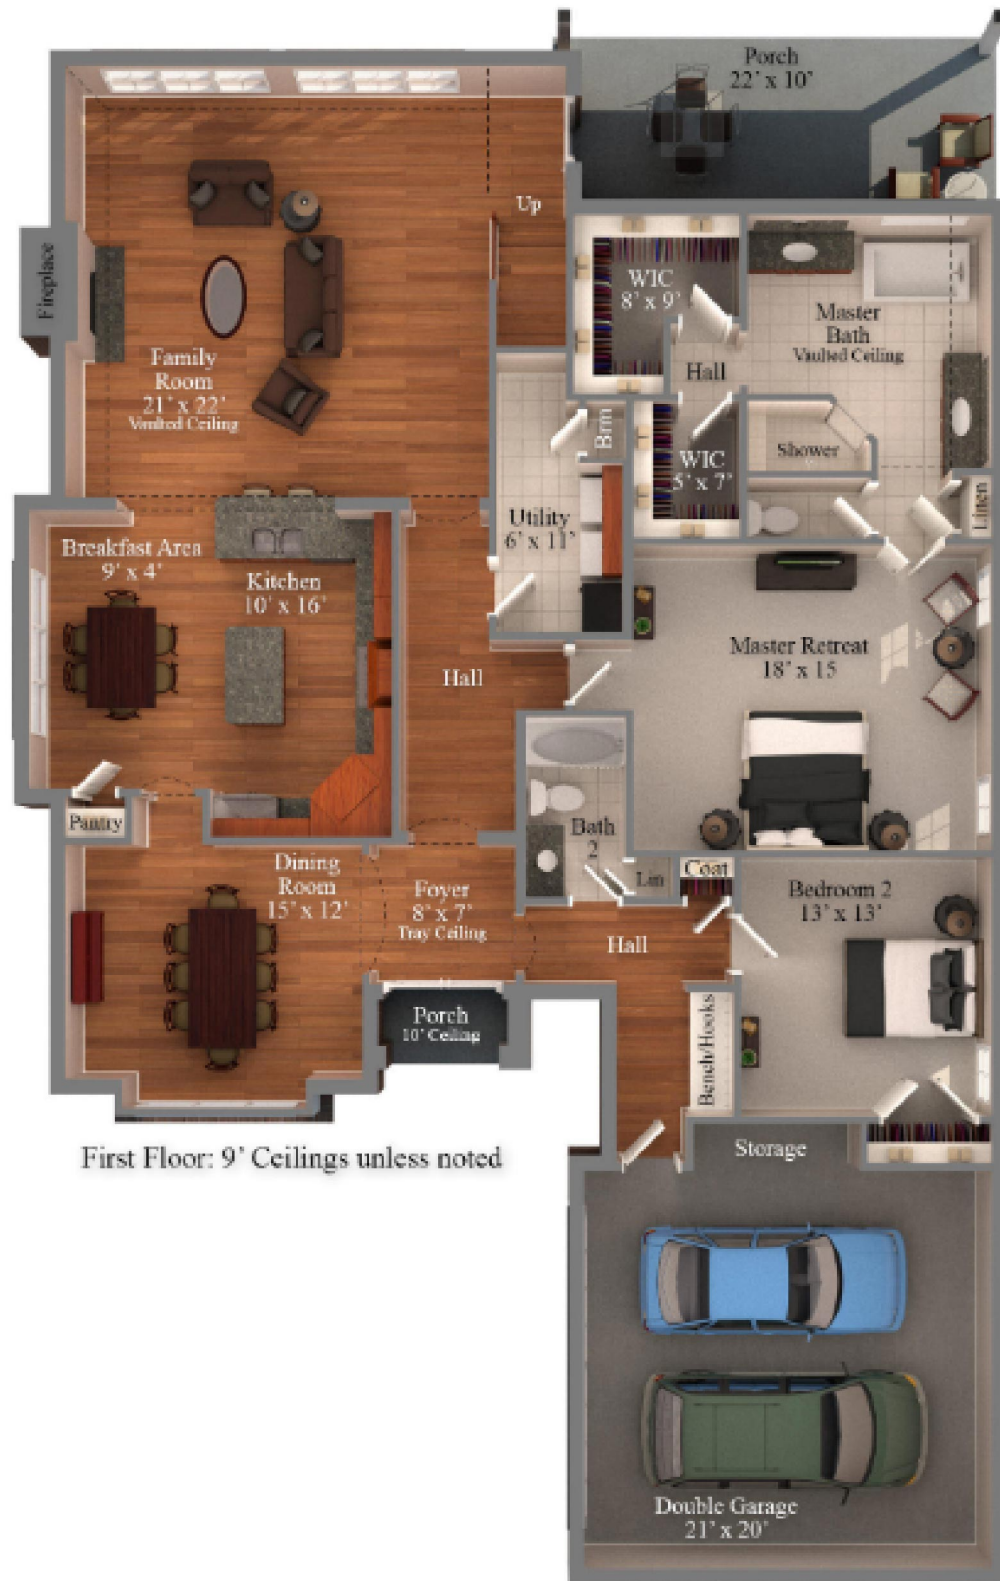 Porch
22' x 10'
Up
Fireplace
WIC
8' x 9'
Master
Bath
Vaulted Ceiling
Family
Room
21' x 22'
Vaulted Ceiling
Hall
Brm
Shower
WIC
5' x 7'
Linen
Utility
6' x 11'
Breakfast Area
9' x 4'
Kitchen
10' x 16'
Master Retreat
18' x 15
Hall
Pantry
Bath
2
Dining
Room
15' x 12'
Foyer
8' x 7'
Tray Ceiling
Lin
Coat
Bedroom 2
13' x 13'
Hall
Porch
10' Ceiling
Bench/Hooks
First Floor: 9' Ceilings unless noted
Storage
Double Garage
21' x 20'